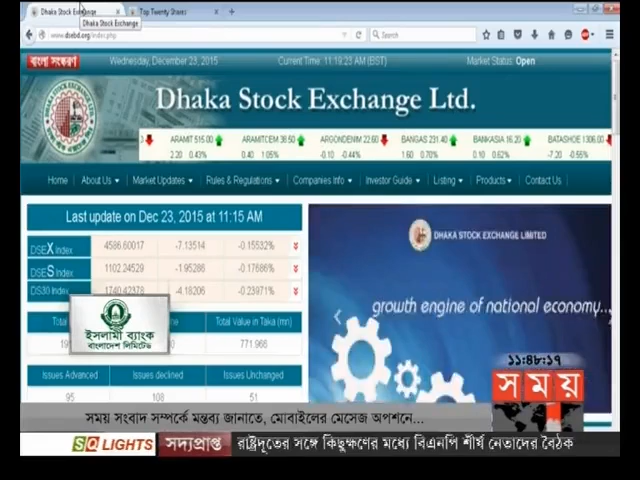 Dhaka Stock Exchange
Top Twenty Shares
Dhaka Stock Exchange
www.dsebd.org/index.php
Search
বাংলা সংস্করণ
Wednesday, December 23, 2015
Current Time: 11:19:23 AM (BST)
Market Status: Open
Dhaka Stock Exchange Ltd.
ARAMIT 515.00 ARAMITCEM 38.50 ARGONDENIM 22.60 BANGAS 231.40 BANKASIA 16.20 BATASHOE 1306.00
2.20 0.43% 0.40 1.05% -0.10 -0.44% 1.60 0.70% 0.10 0.62% -7.20 -0.55%
Home About Us Market Updates Rules & Regulations Companies Info Investor Guide Listing Products Contact Us
Last update on Dec 23, 2015 at 11:15 AM
DSEX Index 4586.60017 -7.13514 -0.15532%
DSES Index 1102.24529 -1.95286 -0.17686%
DS30 Index 1740.42378 -4.18206 -0.23971%
Total Value in Taka (mn)
771.966
Issues Advanced Issues declined Issues Unchanged
95 108 51
DHAKA STOCK EXCHANGE LIMITED
growth engine of national economy...
ইসলামী ব্যাংক
বাংলাদেশ লিমিটেড
১১:৪৮:১৭
সময়
সময় সংবাদ সম্পর্কে মন্তব্য জানাতে, মোবাইলের মেসেজ অপশনে...
SQ LIGHTS
সদ্যপ্রাপ্ত
রাষ্ট্রদূতের সঙ্গে কিছুক্ষণের মধ্যে বিএনপি শীর্ষ নেতাদের বৈঠক